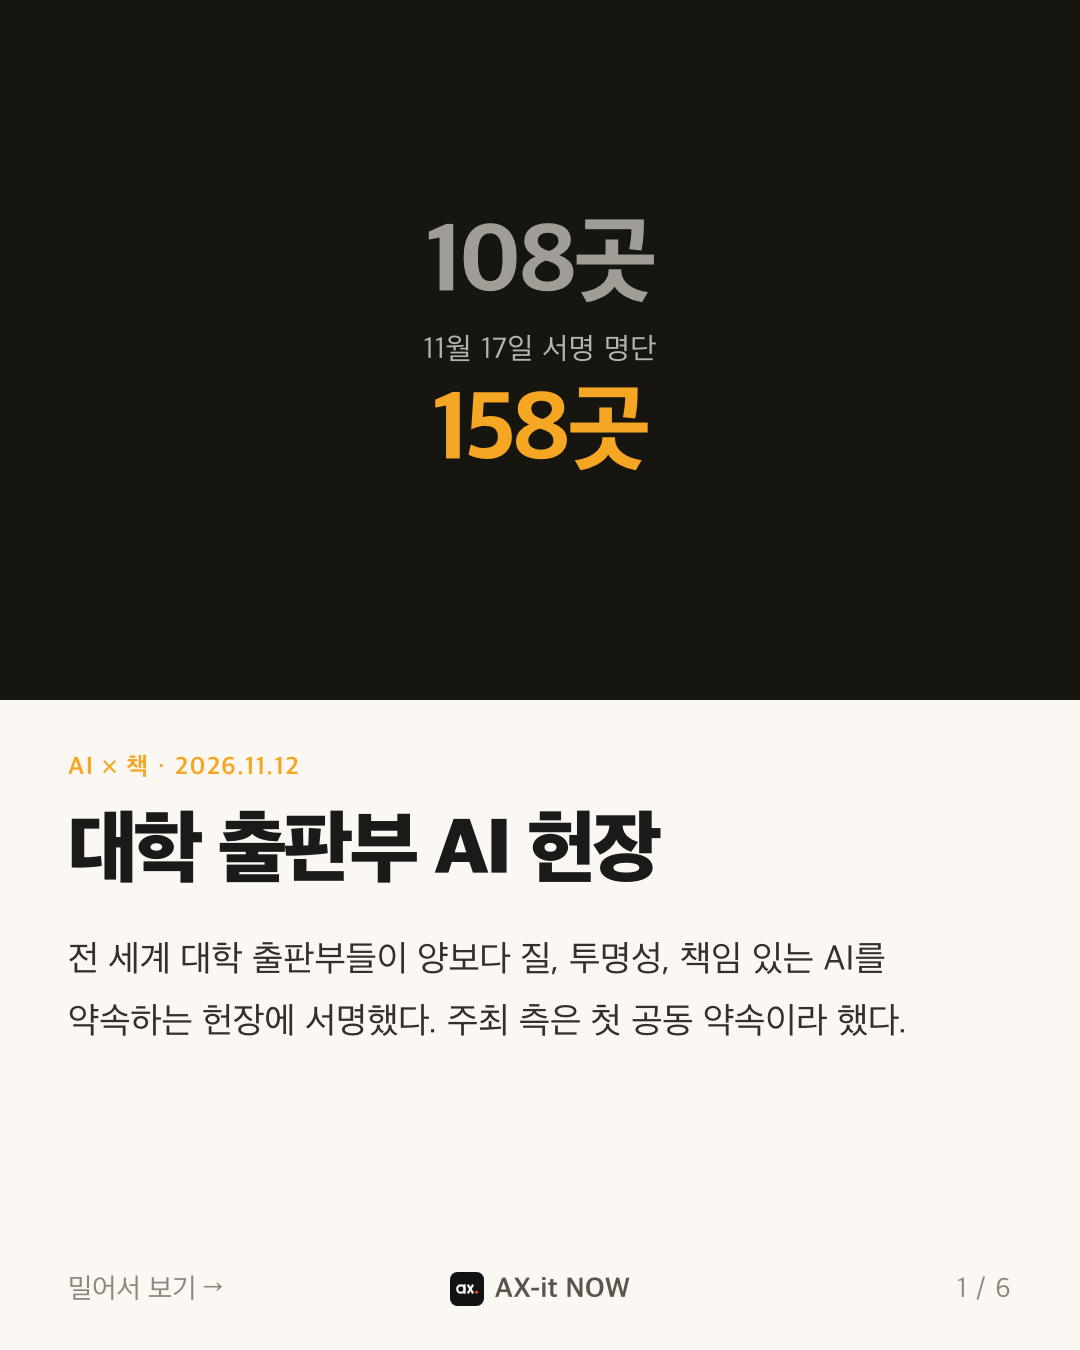 108곳
11월 17일 서명 명단
158곳
AI × 책 · 2026.11.12
대학 출판부 AI 헌장
전 세계 대학 출판부들이 양보다 질, 투명성, 책임 있는 AI를
약속하는 헌장에 서명했다. 주최 측은 첫 공동 약속이라 했다.
밀어서 보기 →
ax. AX-it NOW
1 / 6